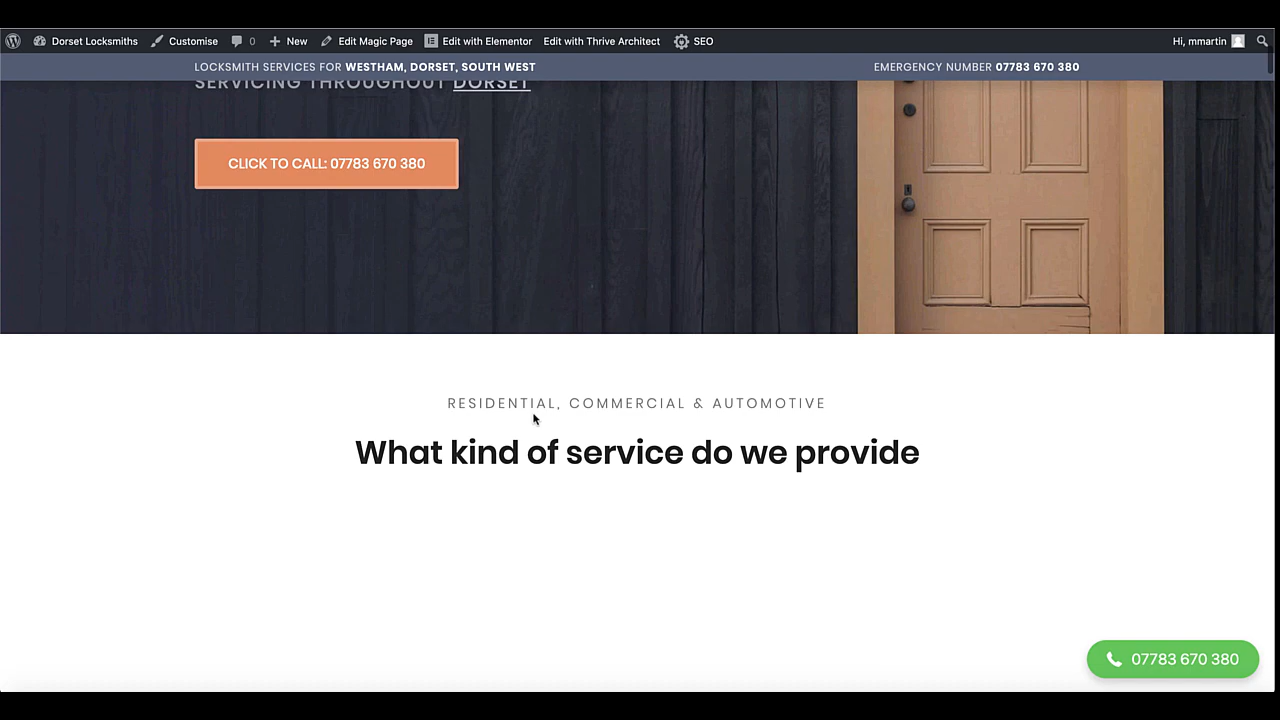 Dorset Locksmiths Customise 0 New Edit Magic Page Edit with Elementor Edit with Thrive Architect SEO Hi, mmartin
LOCKSMITH SERVICES FOR WESTHAM, DORSET, SOUTH WEST EMERGENCY NUMBER 07783 670 380
SERVICING THROUGHOUT DORSET
CLICK TO CALL: 07783 670 380
RESIDENTIAL, COMMERCIAL & AUTOMOTIVE
What kind of service do we provide
07783 670 380